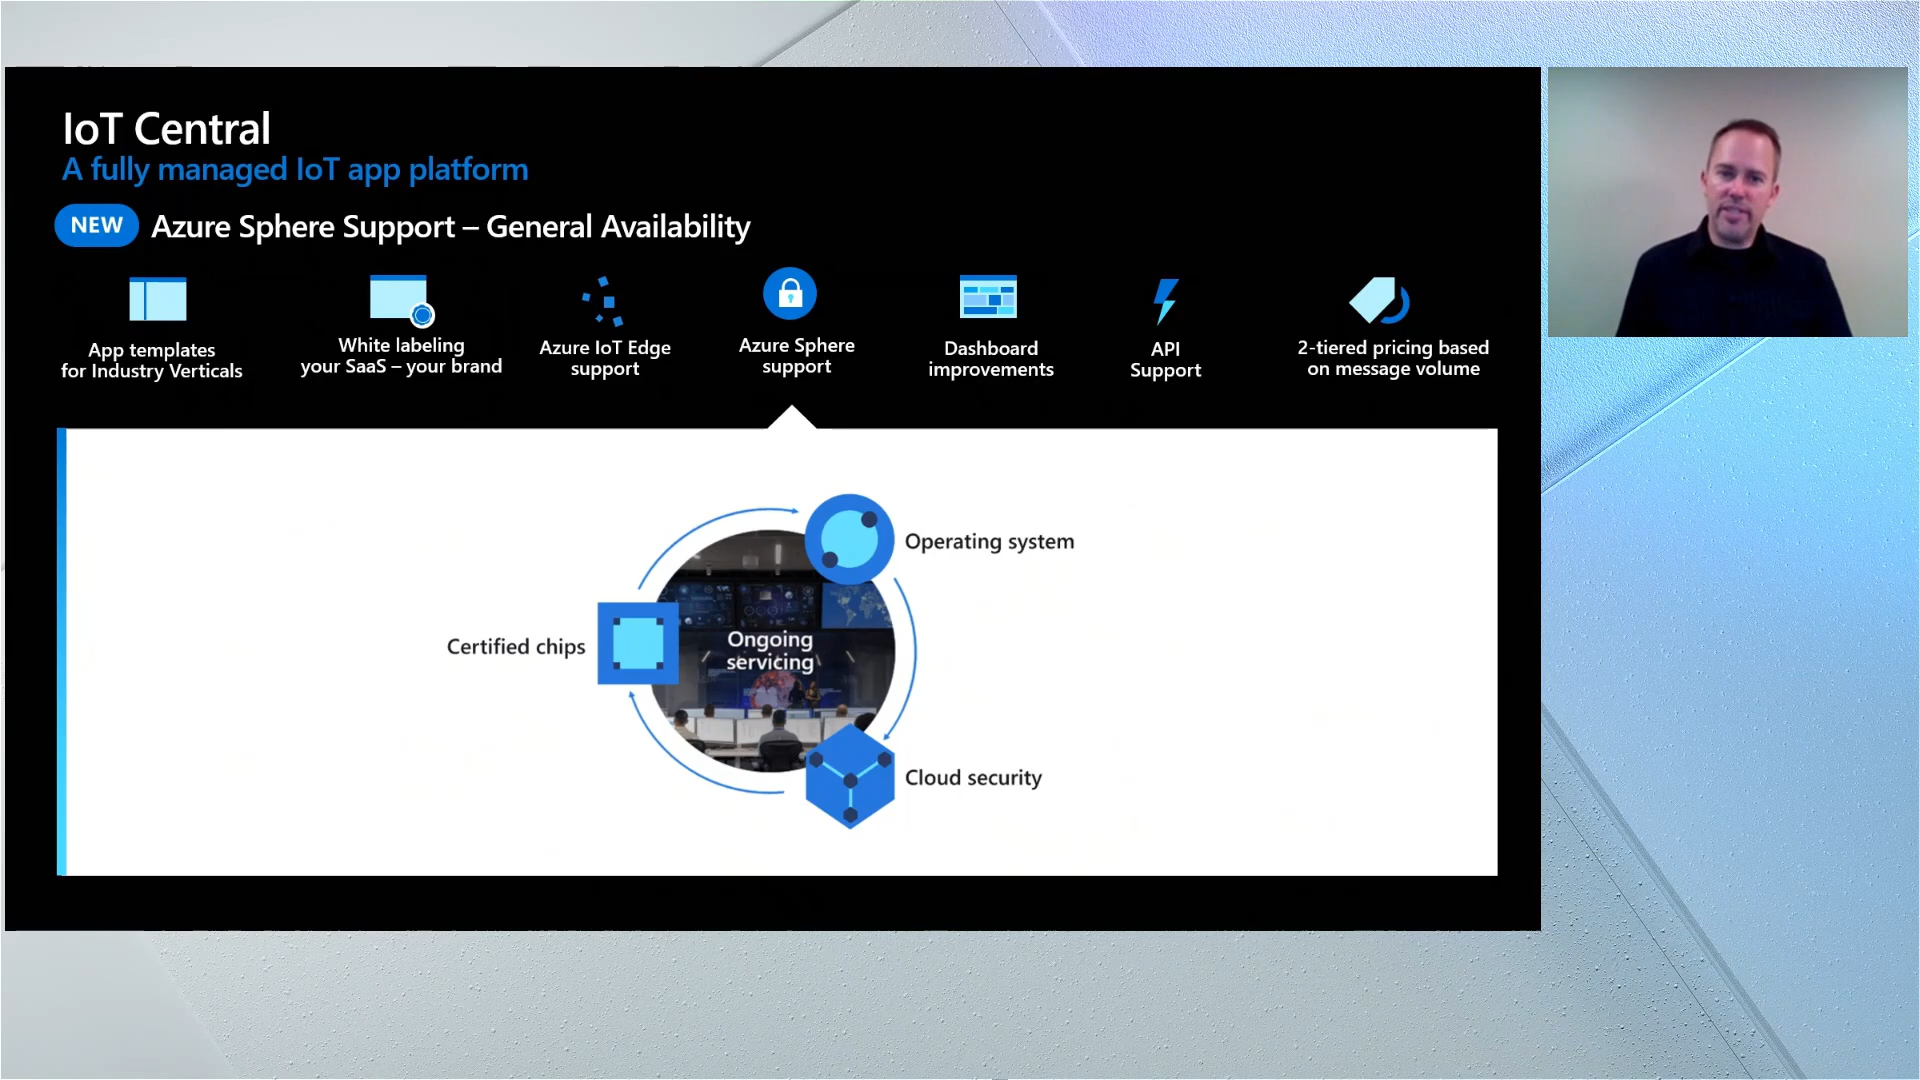 IoT Central
A fully managed IoT app platform
NEW Azure Sphere Support – General Availability
App templates
for Industry Verticals
White labeling
your SaaS – your brand
Azure IoT Edge
support
Azure Sphere
support
Dashboard
improvements
API
Support
2-tiered pricing based
on message volume
Operating system
Certified chips
Ongoing
servicing
Cloud security